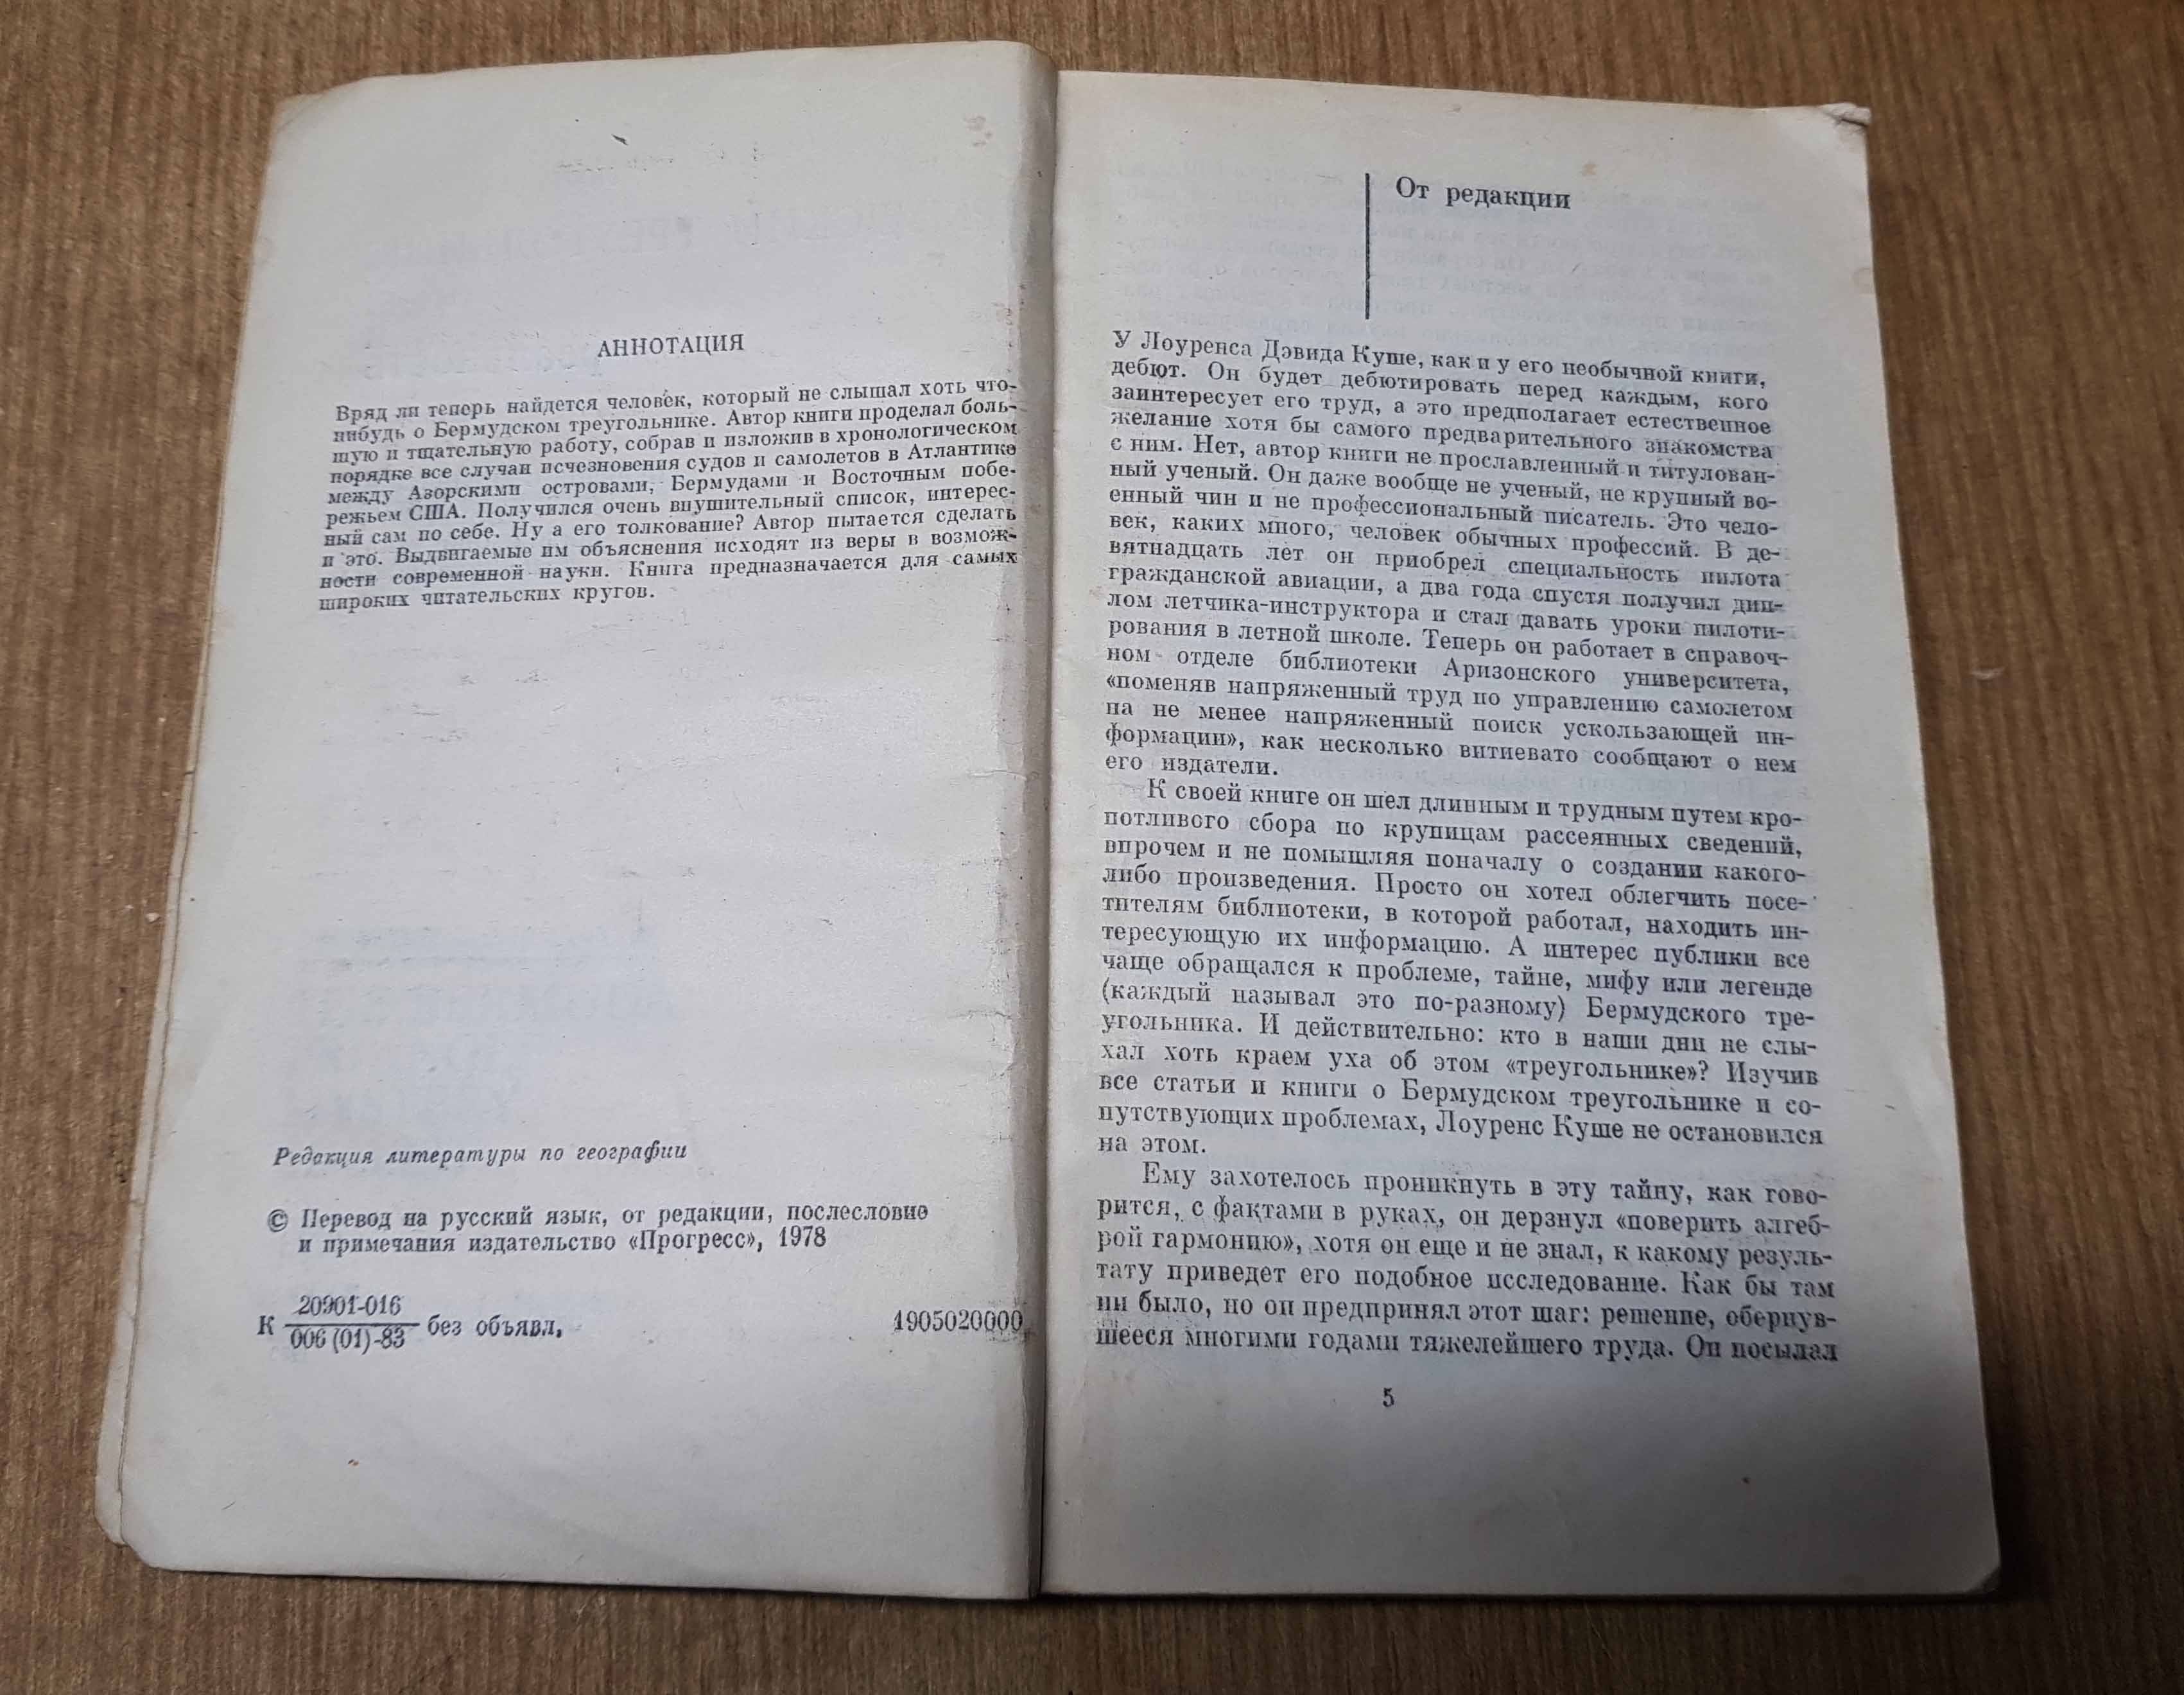 АННОТАЦИЯ
Вряд ли теперь найдется человек, который не слышал хоть что-
нибудь о Бермудском треугольнике. Автор книги проделал боль-
шую и тщательную работу, собрав и изложив в хронологическом
порядке все случаи исчезновения судов и самолетов в Атлантике
между Азорскими островами, Бермудами и Восточным побе-
режьем США. Получился очень внушительный список, интерес-
ный сам по себе. Ну а его толкование? Автор пытается сделать
и это. Выдвигаемые им объяснения исходят из веры в возмож-
ности современной науки. Книга предназначается для самых
широких читательских кругов.
Редакция литературы по географии
© Перевод на русский язык, от редакции, послесловие
и примечания издательство «Прогресс», 1978
К 20901-016
006 (01)-83 без объявл,
1905020000
От редакции
У Лоуренса Дэвида Куше, как и у его необычной книги,
дебют. Он будет дебютировать перед каждым, кого
заинтересует его труд, а это предполагает естественное
желание хотя бы самого предварительного знакомства
с ним. Нет, автор книги не прославленный и титулован-
ный ученый. Он даже вообще не ученый, не крупный во-
енный чин и не профессиональный писатель. Это чело-
век, каких много, человек обычных профессий. В де-
вятнадцать лет он приобрел специальность пилота
гражданской авиации, а два года спустя получил дип-
лом летчика-инструктора и стал давать уроки пилоти-
рования в летной школе. Теперь он работает в справоч-
ном отделе библиотеки Аризонского университета,
«поменяв напряженный труд по управлению самолетом
на не менее напряженный поиск ускользающей ин-
формации», как несколько витиевато сообщают о нем
его издатели.
К своей книге он шел длинным и трудным путем кро-
потливого сбора по крупицам рассеянных сведений,
впрочем и не помышляя поначалу о создании какого-
либо произведения. Просто он хотел облегчить посе-
тителям библиотеки, в которой работал, находить ин-
тересующую их информацию. А интерес публики все
чаще обращался к проблеме, тайне, мифу или легенде
(каждый называл это по-разному) Бермудского тре-
угольника. И действительно: кто в наши дни не слы-
хал хоть краем уха об этом «треугольнике»? Изучив
все статьи и книги о Бермудском треугольнике и со-
путствующих проблемах, Лоуренс Куше не остановился
на этом.
Ему захотелось проникнуть в эту тайну, как гово-
рится, с фактами в руках, он дерзнул «поверить алгеб-
рой гармонию», хотя он еще и не знал, к какому резуль-
тату приведет его подобное исследование. Как бы там
ни было, но он предпринял этот шаг: решение, обернув-
шееся многими годами тяжелейшего труда. Он посылал
5